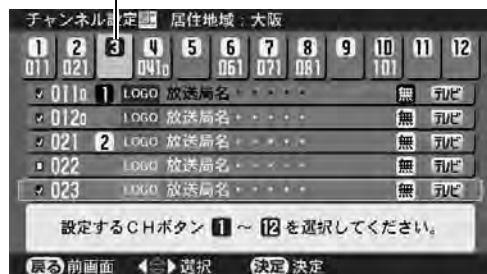 チャンネル設定 居住地域:大阪
1 2 3 4 5 6 7 8 9 10 11 12
011 021 041 061 071 081 101
011 1 LOGO 放送局名・・・・・ 無 テレビ
012 LOGO 放送局名・・・・・ 無 テレビ
021 2 LOGO 放送局名・・・・・ 無 テレビ
022 LOGO 放送局名・・・・・ 無 テレビ
023 LOGO 放送局名・・・・・ 無 テレビ
設定するCHボタン 1 ~ 12 を選択してください。
戻る 前画面 選択 決定 決定